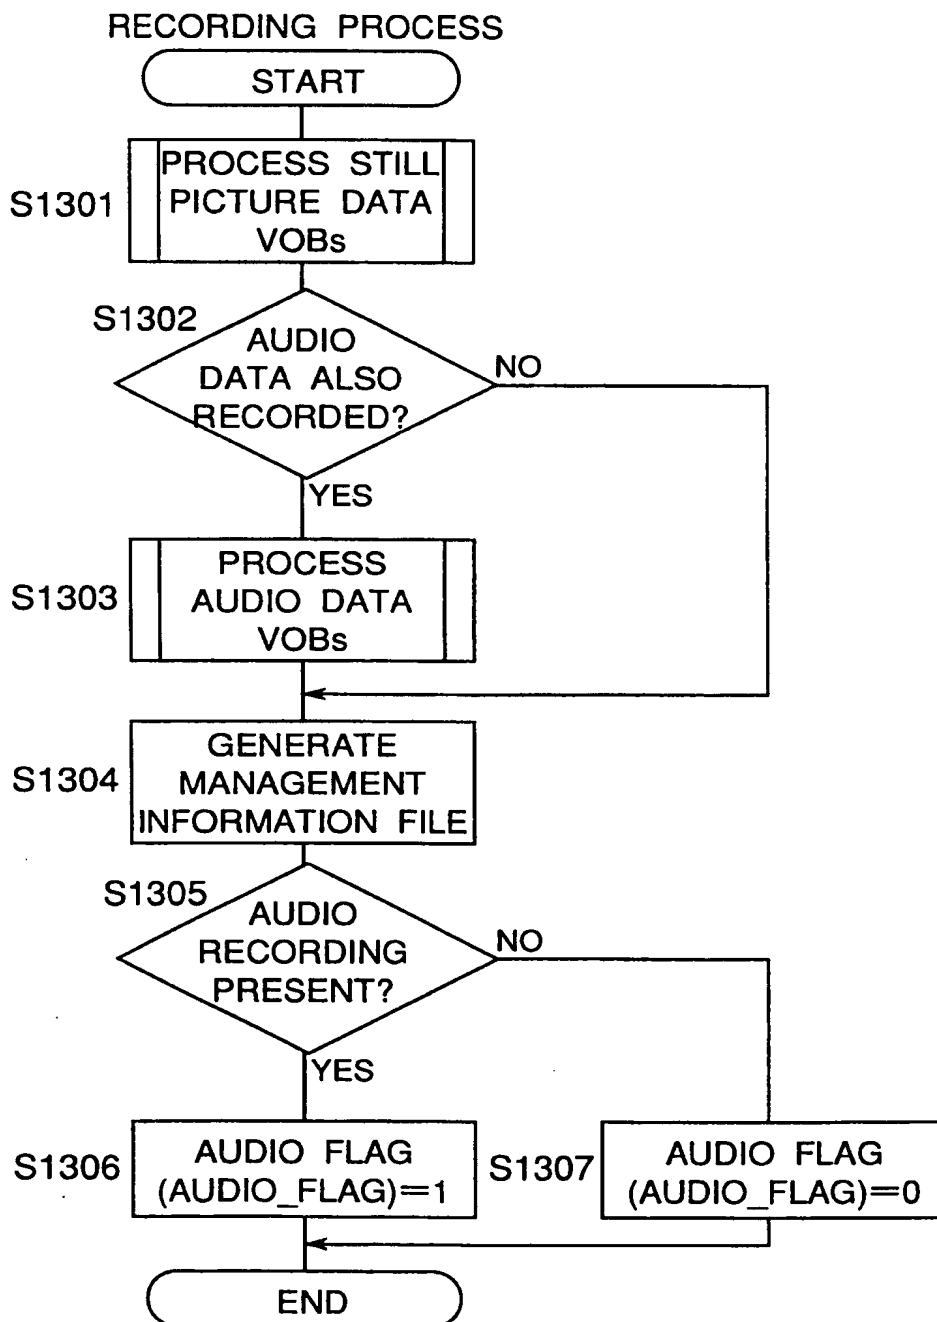 RECORDING PROCESS
START
S1301
PROCESS STILL
PICTURE DATA
VOBs
S1302
AUDIO
DATA ALSO
RECORDED?
NO
YES
S1303
PROCESS
AUDIO DATA
VOBs
S1304
GENERATE
MANAGEMENT
INFORMATION FILE
S1305
AUDIO
RECORDING
PRESENT?
NO
YES
S1306
AUDIO FLAG
(AUDIO_FLAG)=1
S1307
AUDIO FLAG
(AUDIO_FLAG)=0
END